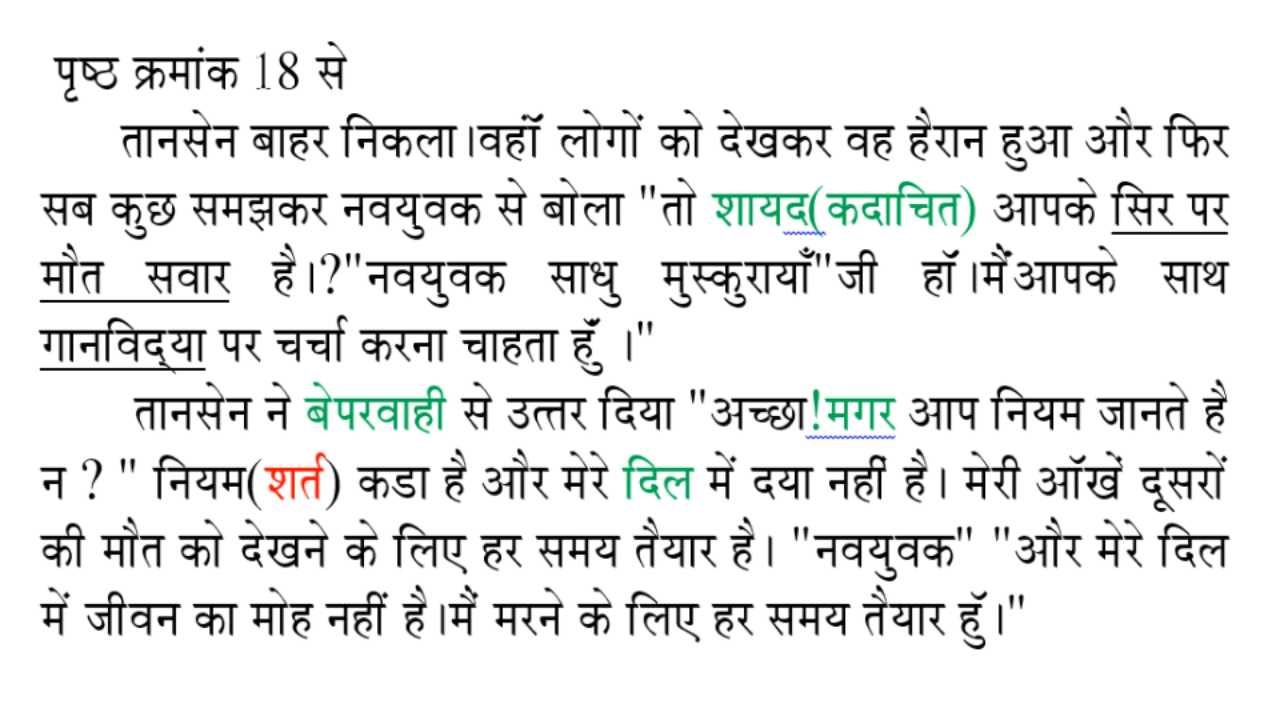 पृष्ठ क्रमांक 18 से
तानसेन बाहर निकला।वहाँ लोगों को देखकर वह हैरान हुआ और फिर
सब कुछ समझकर नवयुवक से बोला "तो शायद(कदाचित) आपके सिर पर
मौत सवार है।?"नवयुवक साधु मुस्कुरायाँ"जी हॉ।मैंआपके साथ
गानविद्‌या पर चर्चा करना चाहता हुँ ।"
तानसेन ने बेपरवाही से उत्तर दिया "अच्छा!मगर आप नियम जानते है
न ? " नियम(शर्त) कडा है और मेरे दिल में दया नहीं है। मेरी ऑखें दूसरों
की मौत को देखने के लिए हर समय तैयार है। "नवयुवक" "और मेरे दिल
में जीवन का मोह नहीं है।मैं मरने के लिए हर समय तैयार हुॅ।"